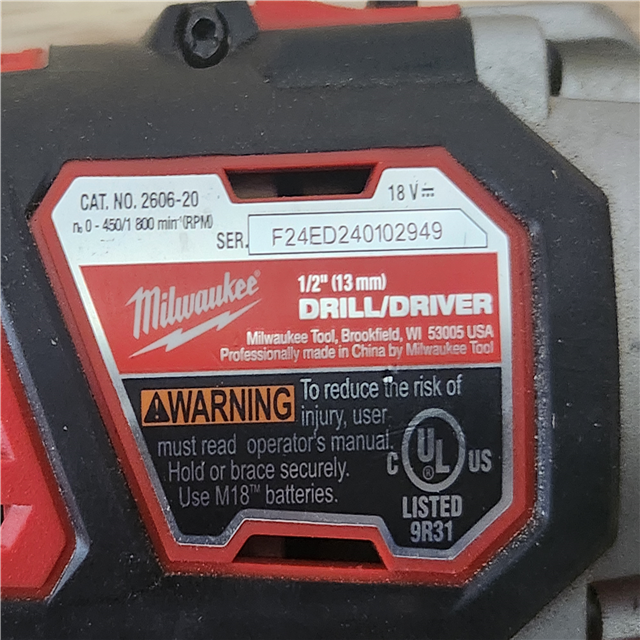 CAT. NO. 2606-20
18 V⎓
n₀ 0 - 450/1 800 min⁻¹(RPM)
SER. F24ED240102949
Milwaukee®
1/2" (13 mm)
DRILL/DRIVER
Milwaukee Tool, Brookfield, WI 53005 USA
Professionally made in China by Milwaukee Tool
⚠WARNING To reduce the risk of
injury, user
must read operator's manual.
Hold or brace securely.
Use M18™ batteries.
C UL® US
LISTED
9R31